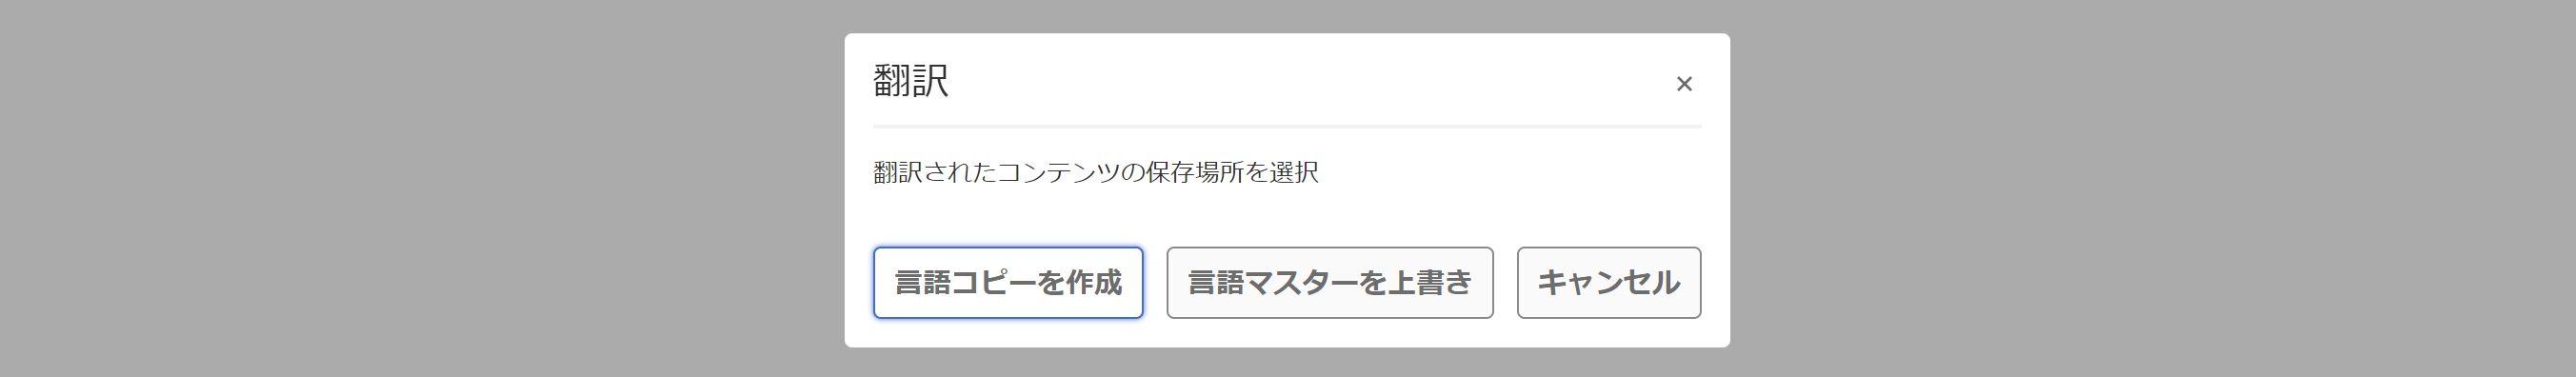 翻訳
翻訳されたコンテンツの保存場所を選択
言語コピーを作成 言語マスターを上書き キャンセル